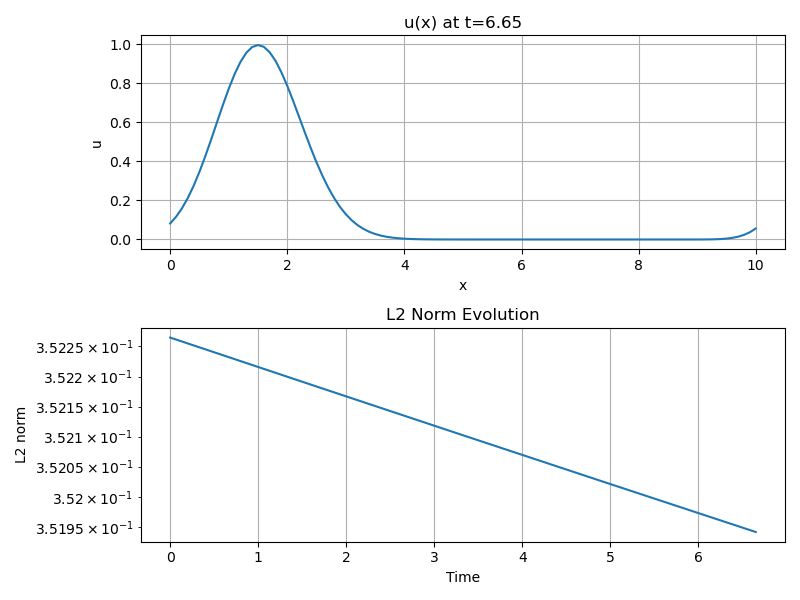 u(x) at t=6.65
1.0
0.8
0.6
0.4
0.2
0.0
u
0 2 4 6 8 10
x
L2 Norm Evolution
3.5225 × 10⁻¹
3.522 × 10⁻¹
3.5215 × 10⁻¹
3.521 × 10⁻¹
3.5205 × 10⁻¹
3.52 × 10⁻¹
3.5195 × 10⁻¹
L2 norm
0 1 2 3 4 5 6
Time